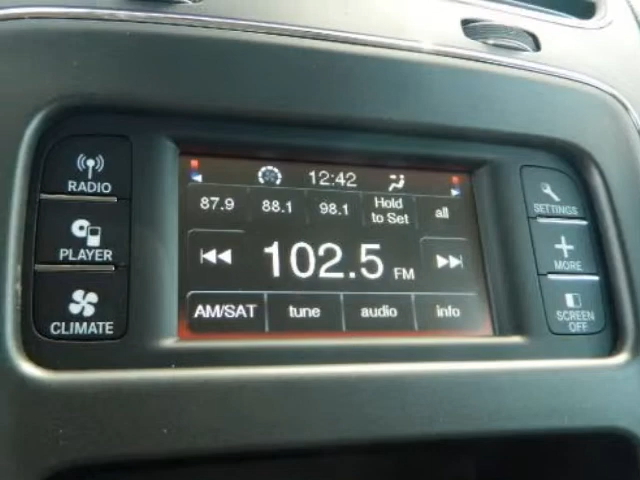 RADIO
PLAYER
CLIMATE
12:42
87.9 88.1 98.1 Hold to Set all
102.5 FM
AM/SAT tune audio info
SETTINGS
MORE
SCREEN
OFF